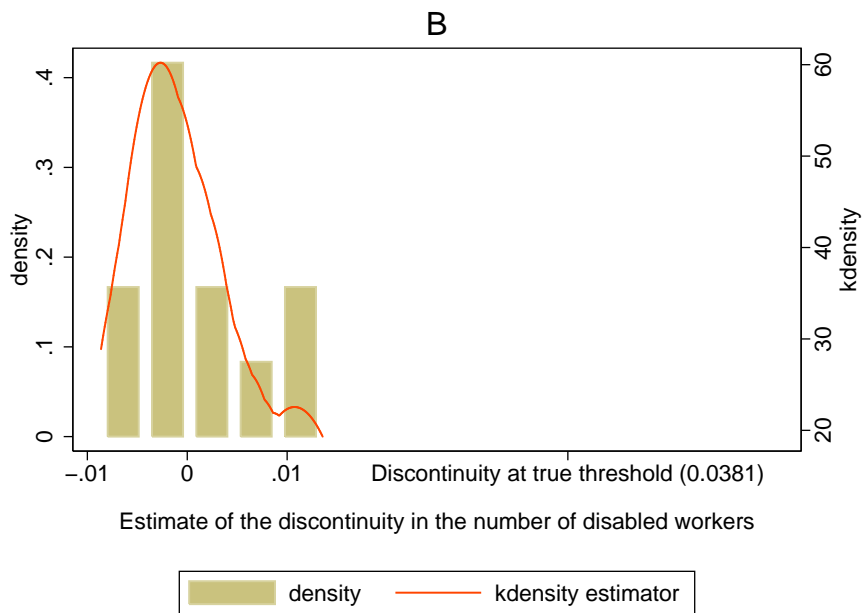 B
.4
.3
.2
.1
0
density
60
50
40
30
20
kdensity
−.01
0
.01
Discontinuity at true threshold (0.0381)
Estimate of the discontinuity in the number of disabled workers
density
kdensity estimator